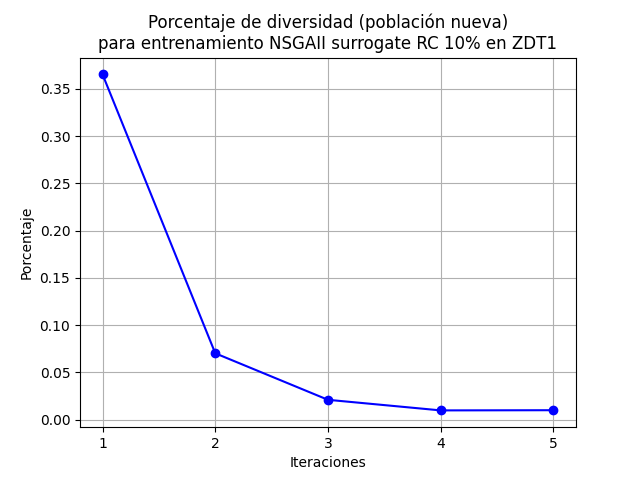 Porcentaje de diversidad (población nueva)
para entrenamiento NSGAII surrogate RC 10% en ZDT1
Porcentaje
0.35
0.30
0.25
0.20
0.15
0.10
0.05
0.00
1 2 3 4 5
Iteraciones